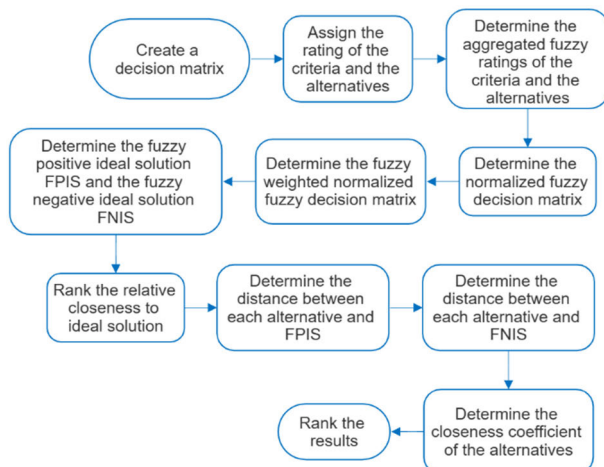 Create a
decision matrix
Assign the
rating of the
criteria and the
alternatives
Determine the
aggregated fuzzy
ratings of the
criteria and the
alternatives
Determine the
normalized fuzzy
decision matrix
Determine the fuzzy
weighted normalized
fuzzy decision matrix
Determine the fuzzy
positive ideal solution
FPIS and the fuzzy
negative ideal solution
FNIS
Rank the relative
closeness to
ideal solution
Determine the
distance between
each alternative and
FPIS
Determine the
distance between
each alternative and
FNIS
Determine the
closeness coefficient
of the alternatives
Rank the
results